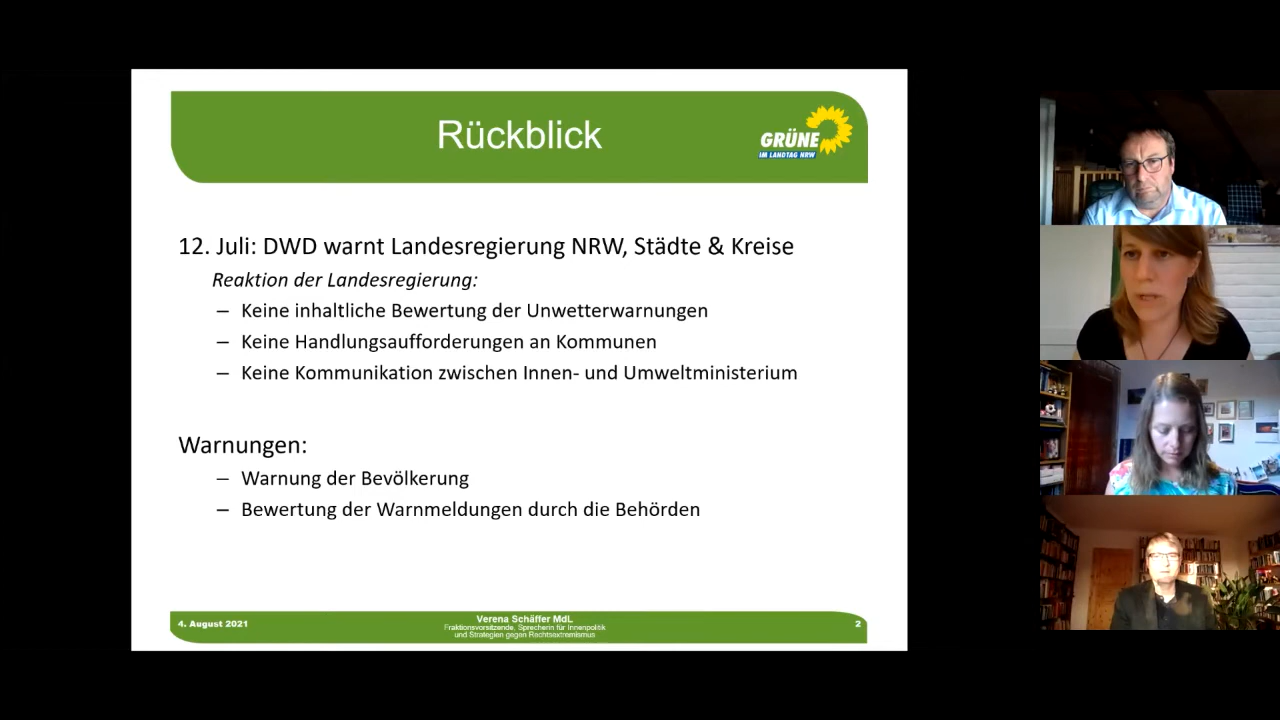 Rückblick
GRÜNE
IM LANDTAG NRW
12. Juli: DWD warnt Landesregierung NRW, Städte & Kreise
Reaktion der Landesregierung:
– Keine inhaltliche Bewertung der Unwetterwarnungen
– Keine Handlungsaufforderungen an Kommunen
– Keine Kommunikation zwischen Innen- und Umweltministerium
Warnungen:
– Warnung der Bevölkerung
– Bewertung der Warnmeldungen durch die Behörden
4. August 2021
Verena Schäffer MdL
Fraktionsvorsitzende, Sprecherin für Innenpolitik
und Strategien gegen Rechtsextremismus
2